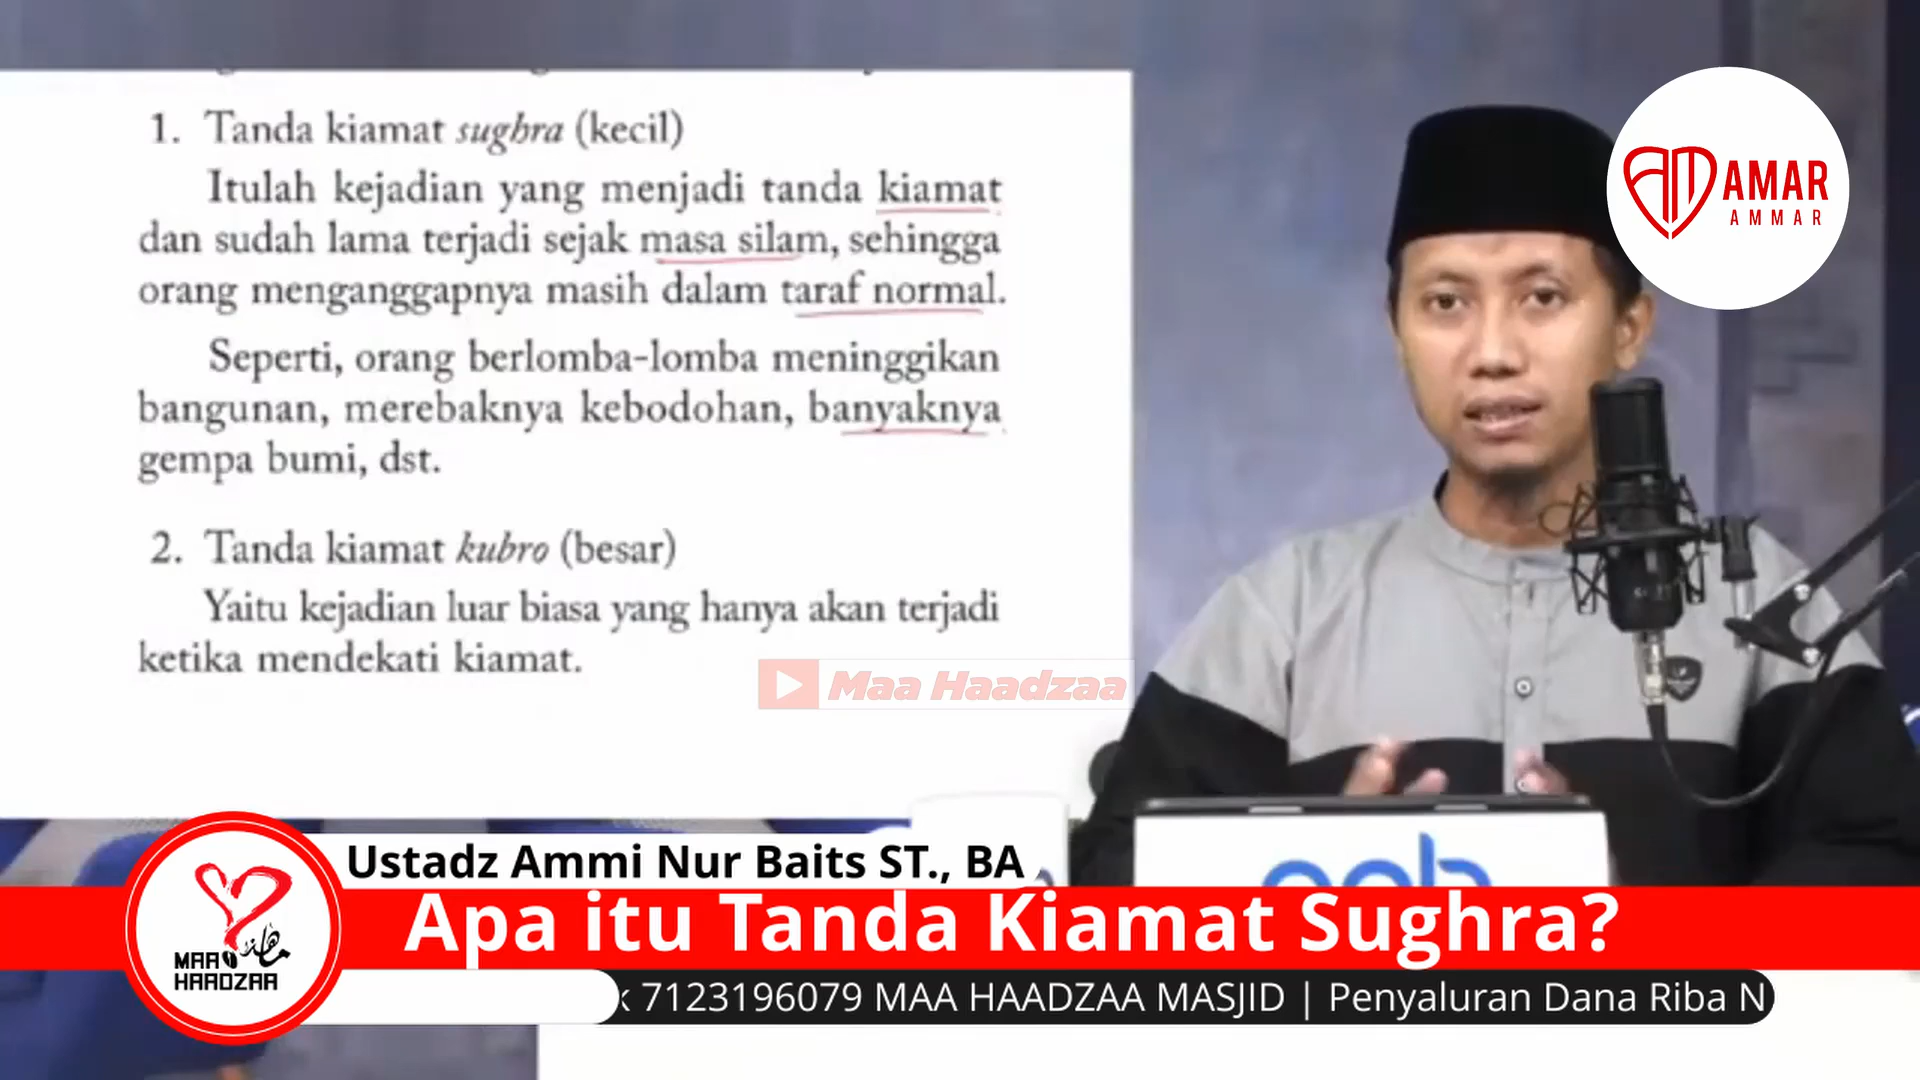 1. Tanda kiamat sughra (kecil)
Itulah kejadian yang menjadi tanda kiamat
dan sudah lama terjadi sejak masa silam, sehingga
orang menganggapnya masih dalam taraf normal.
Seperti, orang berlomba-lomba meninggikan
bangunan, merebaknya kebodohan, banyaknya
gempa bumi, dst.
2. Tanda kiamat kubro (besar)
Yaitu kejadian luar biasa yang hanya akan terjadi
ketika mendekati kiamat.
Maa Haadzaa
AMAR
AMMAR
Ustadz Ammi Nur Baits ST., BA
Apa itu Tanda Kiamat Sughra?
MAA
HAADZAA
7123196079 MAA HAADZAA MASJID | Penyaluran Dana Riba N